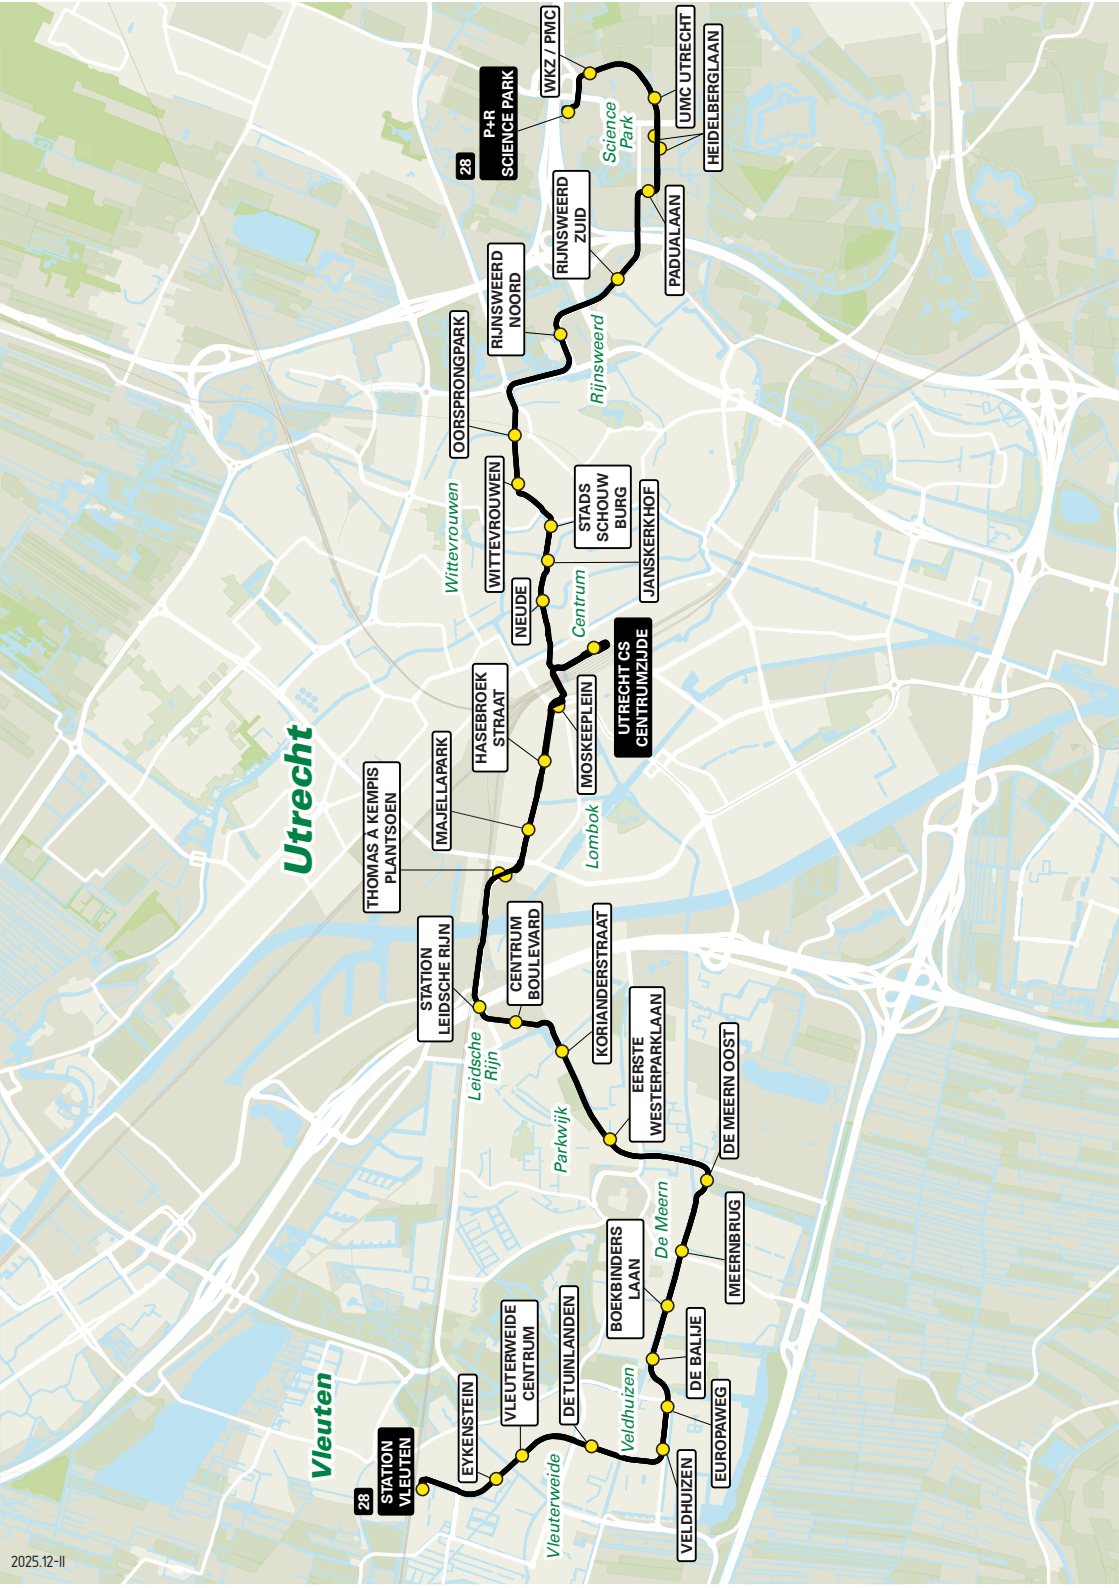 28
P+R
SCIENCE PARK
WKZ / PMC
UMC UTRECHT
HEIDELBERGLAAN
Science
Park
PADUALAAN
RIJNSWEERD
ZUID
RIJNSWEERD
NOORD
Rijnsweerd
OORSPRONGPARK
Wittevrouwen
WITTEVROUWEN
STADS
SCHOUW
BURG
JANSKERKHOF
NEUDE
Centrum
UTRECHT CS
CENTRUMZIJDE
MOSKEEPLEIN
HASEBROEK
STRAAT
Lombok
MAJELLAPARK
Utrecht
THOMAS À KEMPIS
PLANTSOEN
STATION
LEIDSCHE RIJN
CENTRUM
BOULEVARD
Leidsche
Rijn
KORIANDERSTRAAT
Parkwijk
EERSTE
WESTERPARKLAAN
DE MEERN OOST
De Meern
MEERNBRUG
BOEKBINDERS
LAAN
DE BALIJE
EUROPAWEG
Veldhuizen
VELDHUIZEN
DE TUINLANDEN
VLEUTERWEIDE
CENTRUM
Vleuterweide
EYKENSTEIN
Vleuten
28
STATION
VLEUTEN
2025.12-II